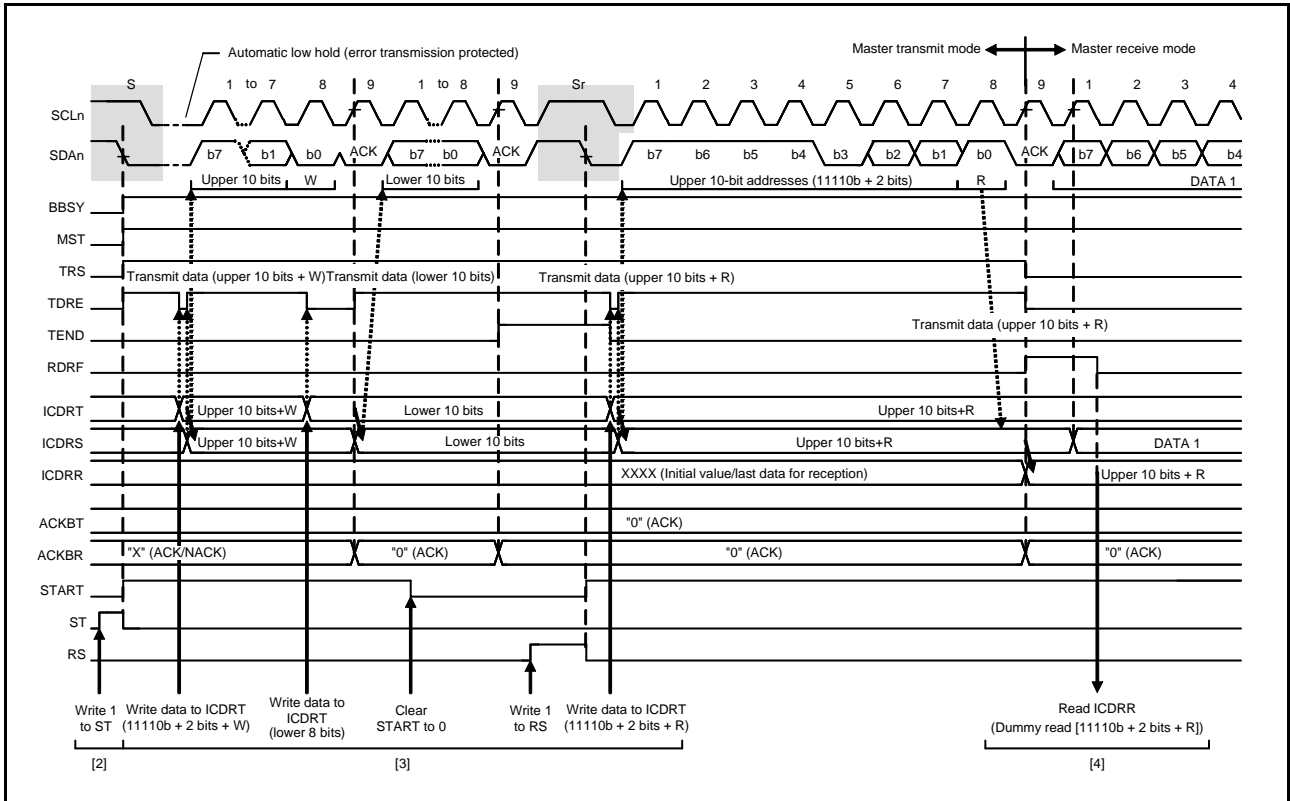 Automatic low hold (error transmission protected)
Master transmit mode
Master receive mode
S 1 to 7 8 9 1 to 8 9 Sr 1 2 3 4 5 6 7 8 9 1 2 3 4
SCLn
SDAn b7 b1 b0 ACK b7 b0 ACK b7 b6 b5 b4 b3 b2 b1 b0 ACK b7 b6 b5 b4
Upper 10 bits W Lower 10 bits Upper 10-bit addresses (11110b + 2 bits) R DATA 1
BBSY
MST
TRS
Transmit data (upper 10 bits + W) Transmit data (lower 10 bits) Transmit data (upper 10 bits + R)
TDRE
Transmit data (upper 10 bits + R)
TEND
RDRF
ICDRT Upper 10 bits+W Lower 10 bits Upper 10 bits+R
ICDRS Upper 10 bits+W Lower 10 bits Upper 10 bits+R DATA 1
ICDRR XXXX (Initial value/last data for reception) Upper 10 bits + R
ACKBT "0" (ACK)
ACKBR "X" (ACK/NACK) "0" (ACK) "0" (ACK) "0" (ACK)
START
ST
RS
Write 1
to ST
Write data to ICDRT
(11110b + 2 bits + W)
Write data to
ICDRT
(lower 8 bits)
Clear
START to 0
Write 1
to RS
Write data to ICDRT
(11110b + 2 bits + R)
Read ICDRR
(Dummy read [11110b + 2 bits + R])
[2] [3] [4]